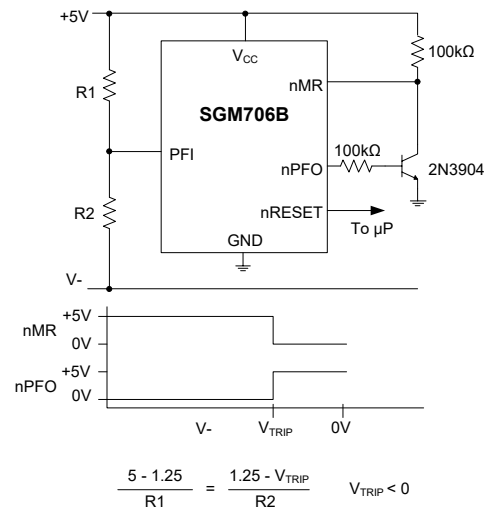 +5V
VCC
100kΩ
R1
nMR
SGM706B
PFI
100kΩ
nPFO
2N3904
R2
nRESET
To µP
GND
V-
nMR +5V
0V
nPFO +5V
0V
V- VTRIP 0V
5 - 1.25 / R1 = 1.25 - VTRIP / R2 VTRIP < 0